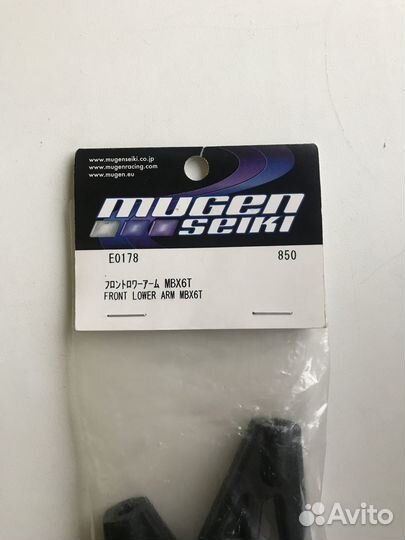 www.mugenseiki.co.jp
www.mugenracing.com
www.mugen.eu
mugen
seiki
E0178 850
フロントロワーアーム MBX6T
FRONT LOWER ARM MBX6T
Avito